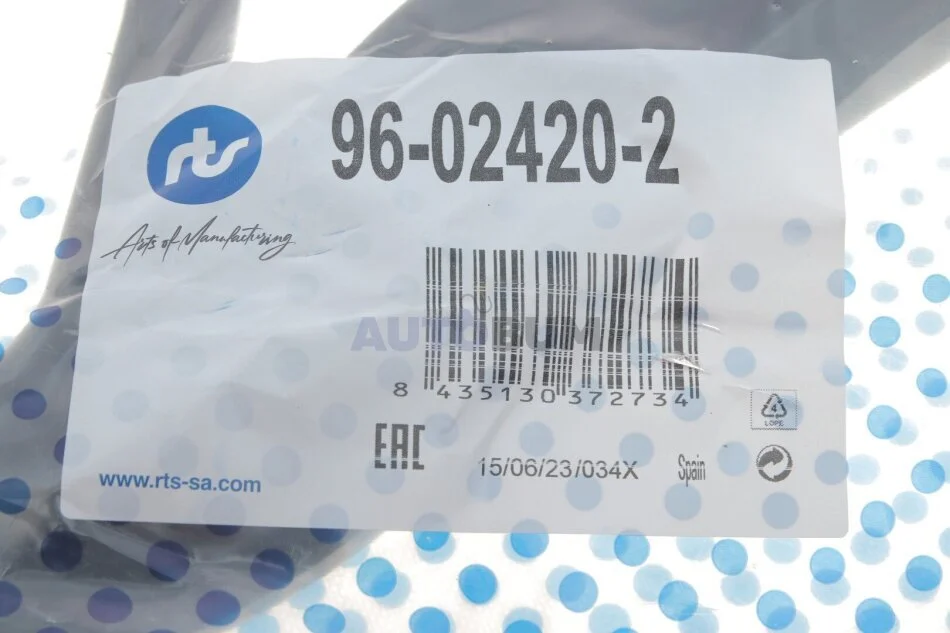 rts
96-02420-2
Arts of Manufacturing
AUTOBUM
8 435130 372734
4
LDPE
EAC
15/06/23/034X
Spain
www.rts-sa.com